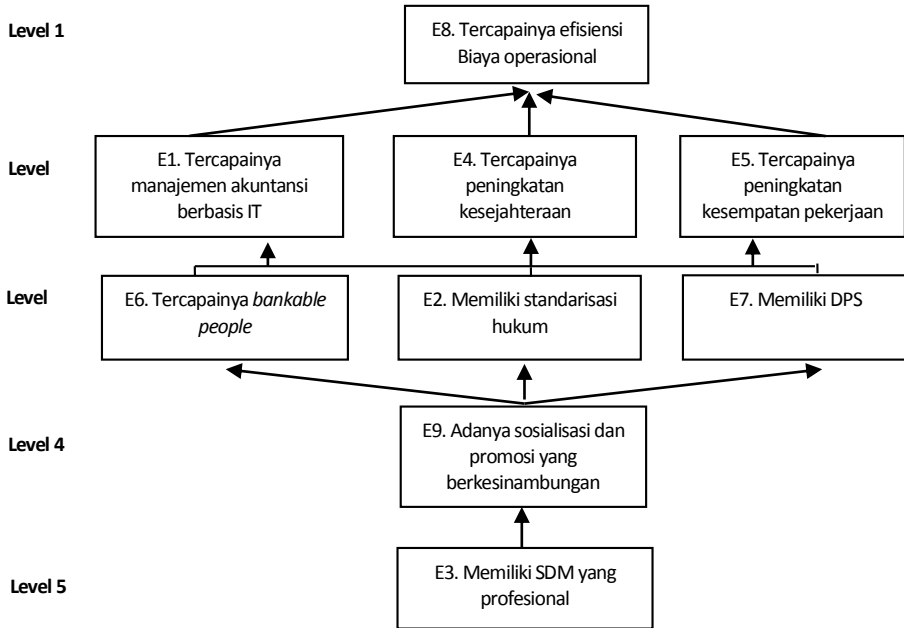 Level 1
E8. Tercapainya efisiensi
Biaya operasional
Level
E1. Tercapainya
manajemen akuntansi
berbasis IT
E4. Tercapainya
peningkatan
kesejahteraan
E5. Tercapainya
peningkatan
kesempatan pekerjaan
Level
E6. Tercapainya bankable
people
E2. Memiliki standarisasi
hukum
E7. Memiliki DPS
Level 4
E9. Adanya sosialisasi dan
promosi yang
berkesinambungan
Level 5
E3. Memiliki SDM yang
profesional